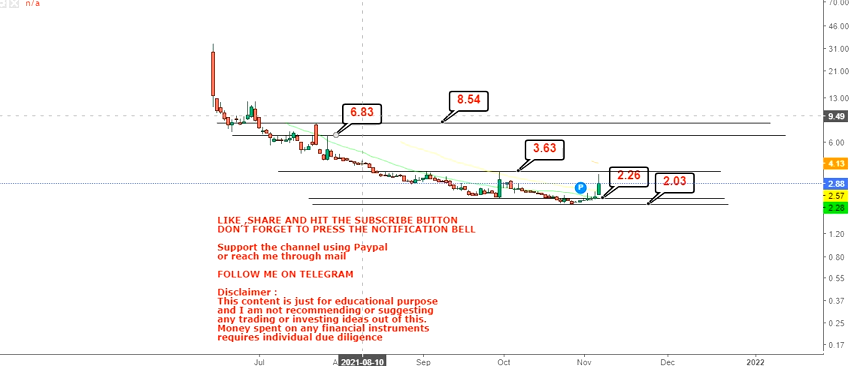 n/a
70.00
46.00
31.00
21.00
13.00
9.49
6.00
4.13
2.88
2.57
2.28
1.20
0.80
0.55
0.37
0.25
0.17
8.54
6.83
3.63
2.26
2.03
P
LIKE ,SHARE AND HIT THE SUBSCRIBE BUTTON
DON'T FORGET TO PRESS THE NOTIFICATION BELL
Support the channel using Paypal
or reach me through mail
FOLLOW ME ON TELEGRAM
Disclaimer :
This content is just for educational purpose
and I am not recommending or suggesting
any trading or investing ideas out of this.
Money spent on any financial instruments
requires individual due diligence
Jul
A 2021-08-10 Sep Oct Nov Dec 2022